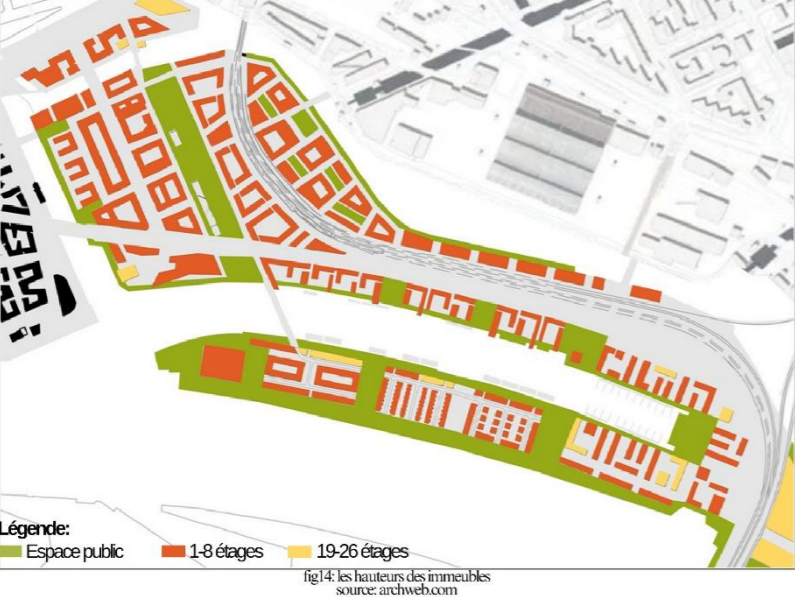 Légende:
Espace public
1-8 étages
19-26 étages
fig14: les hauteurs des immeubles
source: archweb.com